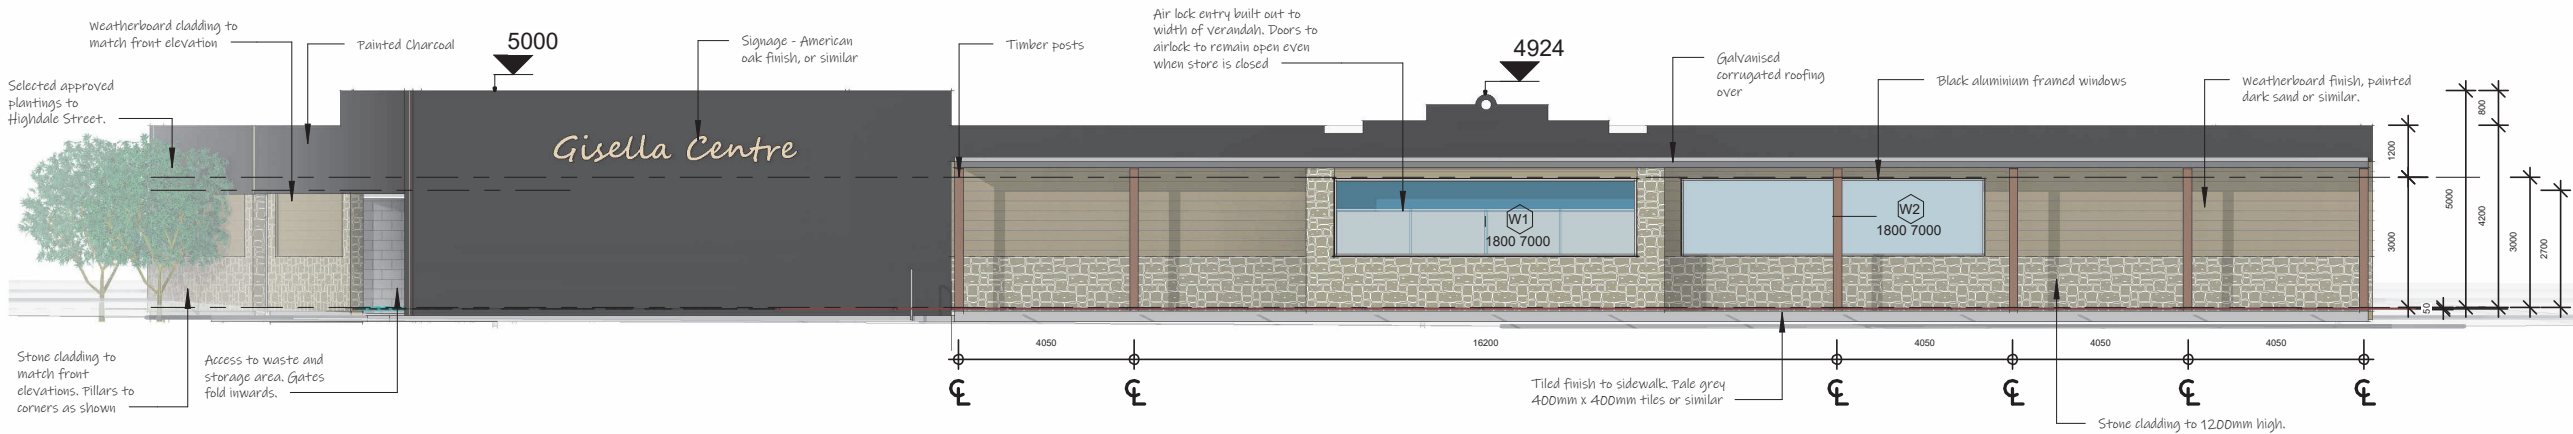 Weatherboard cladding to
match front elevation
Painted Charcoal
5000
Signage - American
oak finish, or similar
Timber posts
Air lock entry built out to
width of verandah. Doors to
airlock to remain open even
when store is closed
4924
Galvanised
corrugated roofing
over
Black aluminium framed windows
Weatherboard finish, painted
dark sand or similar.
Selected approved
plantings to
Highdale Street.
Gisella Centre
W1
1800 7000
W2
1800 7000
1200
3000
50
5000
800
4200
3000
2700
4050
16200
4050
4050
4050
Stone cladding to
match front
elevations. Pillars to
corners as shown
Access to waste and
storage area. Gates
fold inwards.
Tiled finish to sidewalk. Pale grey
400mm x 400mm tiles or similar
Stone cladding to 1200mm high.
CL
CL
CL
CL
CL
CL